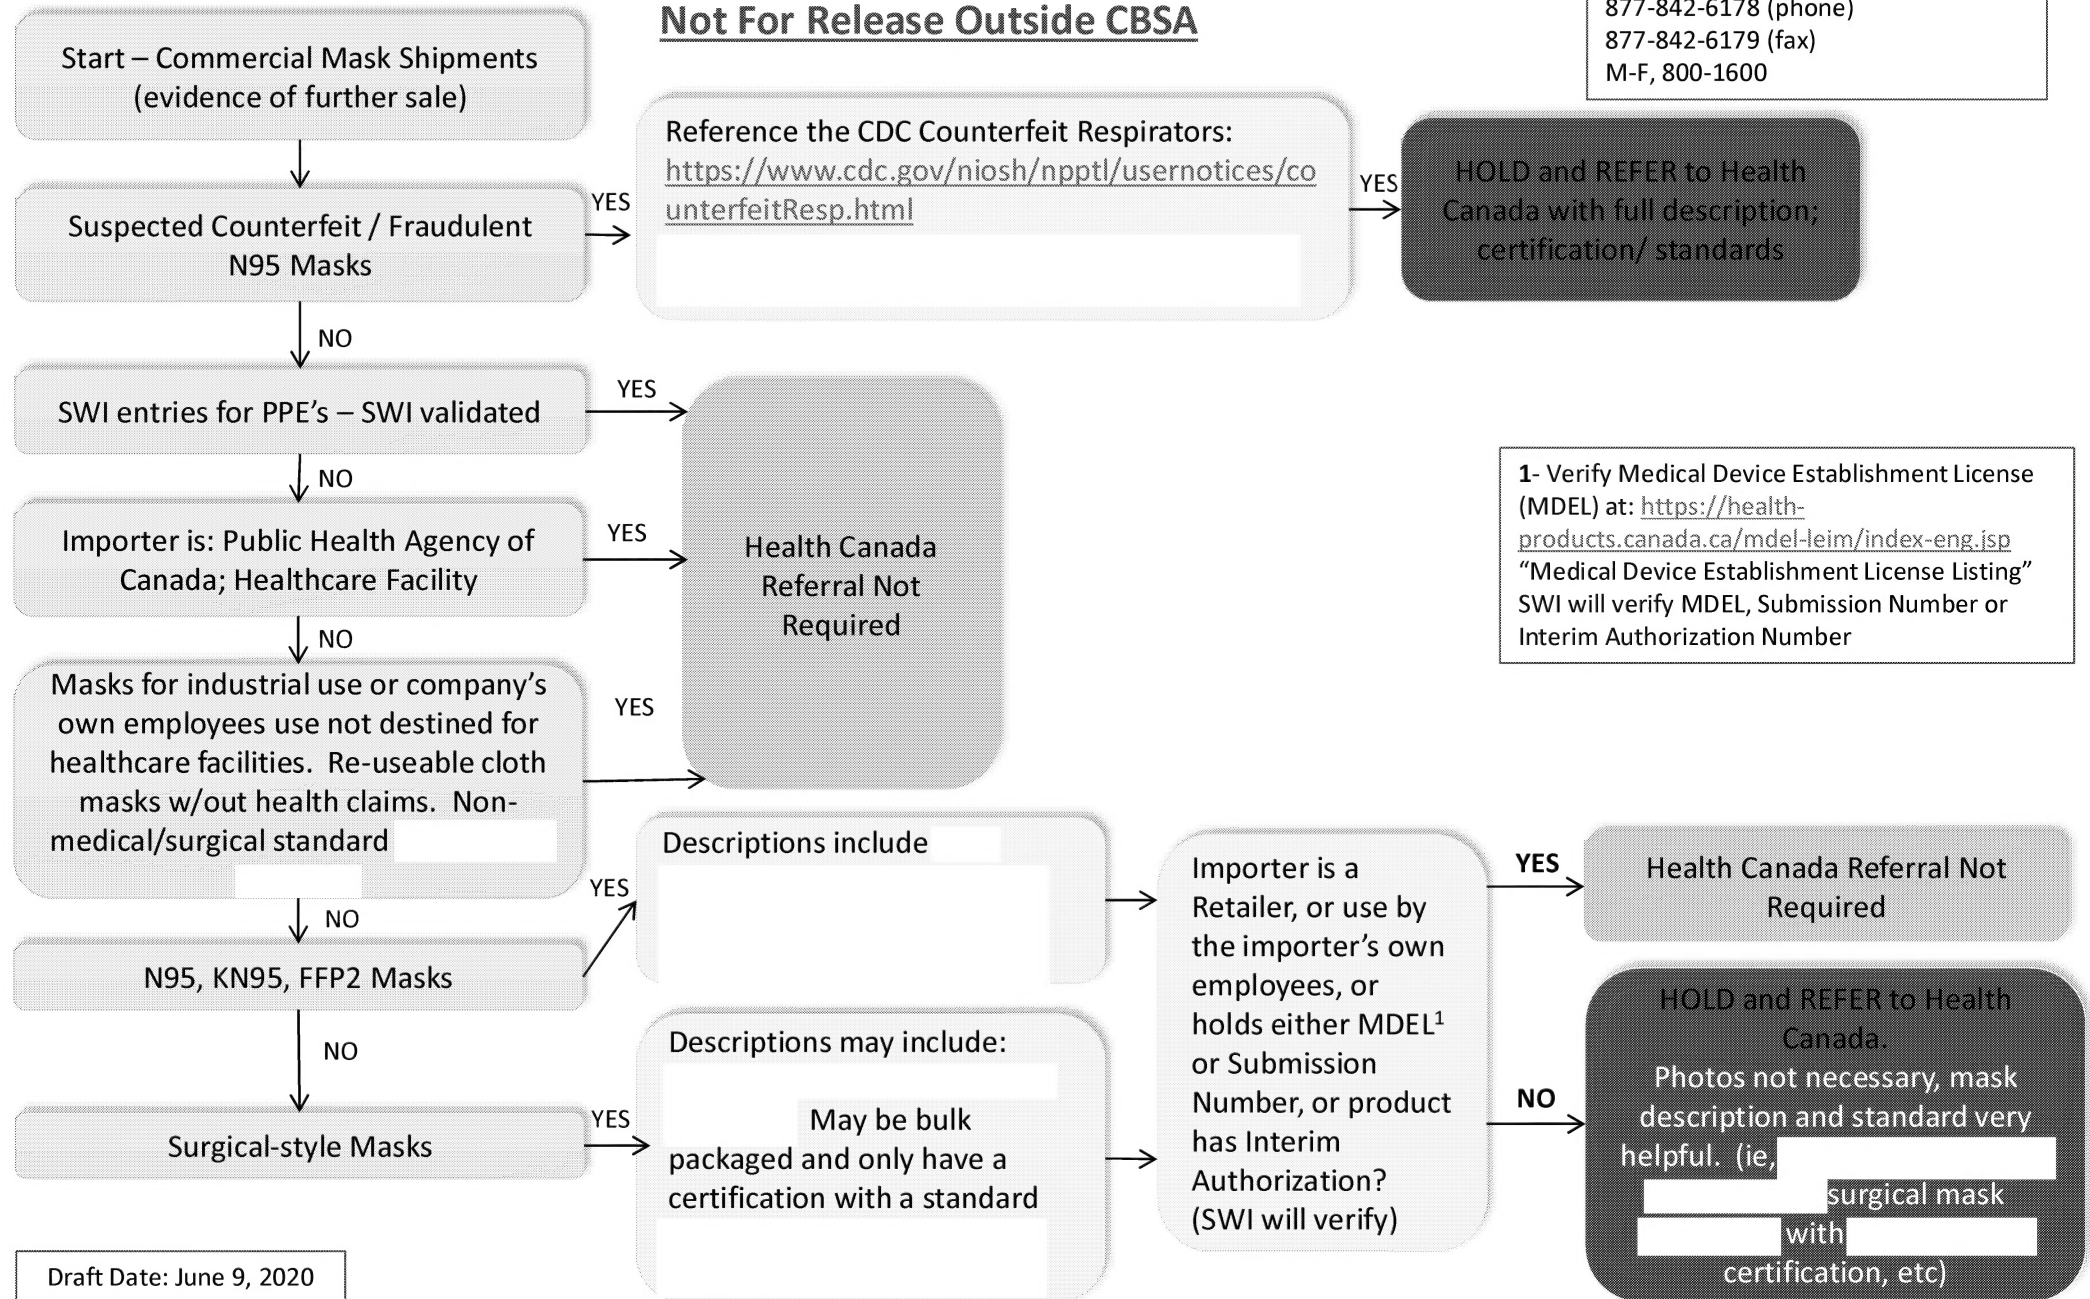 Not For Release Outside CBSA
877-842-6178 (phone)
877-842-6179 (fax)
M-F, 800-1600
Start – Commercial Mask Shipments
(evidence of further sale)
Suspected Counterfeit / Fraudulent
N95 Masks
YES
Reference the CDC Counterfeit Respirators:
https://www.cdc.gov/niosh/npptl/usernotices/co
unterfeitResp.html
YES
HOLD and REFER to Health
Canada with full description;
certification/ standards
NO
SWI entries for PPE's – SWI validated
YES
NO
Importer is: Public Health Agency of
Canada; Healthcare Facility
YES
Health Canada
Referral Not
Required
1- Verify Medical Device Establishment License
(MDEL) at: https://health-
products.canada.ca/mdel-leim/index-eng.jsp
“Medical Device Establishment License Listing”
SWI will verify MDEL, Submission Number or
Interim Authorization Number
NO
Masks for industrial use or company's
own employees use not destined for
healthcare facilities.  Re-useable cloth
masks w/out health claims.  Non-
medical/surgical standard
YES
NO
N95, KN95, FFP2 Masks
YES
Descriptions include
NO
Surgical-style Masks
YES
Descriptions may include:
May be bulk
packaged and only have a
certification with a standard
Importer is a
Retailer, or use by
the importer's own
employees, or
holds either MDEL1
or Submission
Number, or product
has Interim
Authorization?
(SWI will verify)
YES
Health Canada Referral Not
Required
NO
HOLD and REFER to Health
Canada.
Photos not necessary, mask
description and standard very
helpful.  (ie,
surgical mask
with
certification, etc)
Draft Date: June 9, 2020